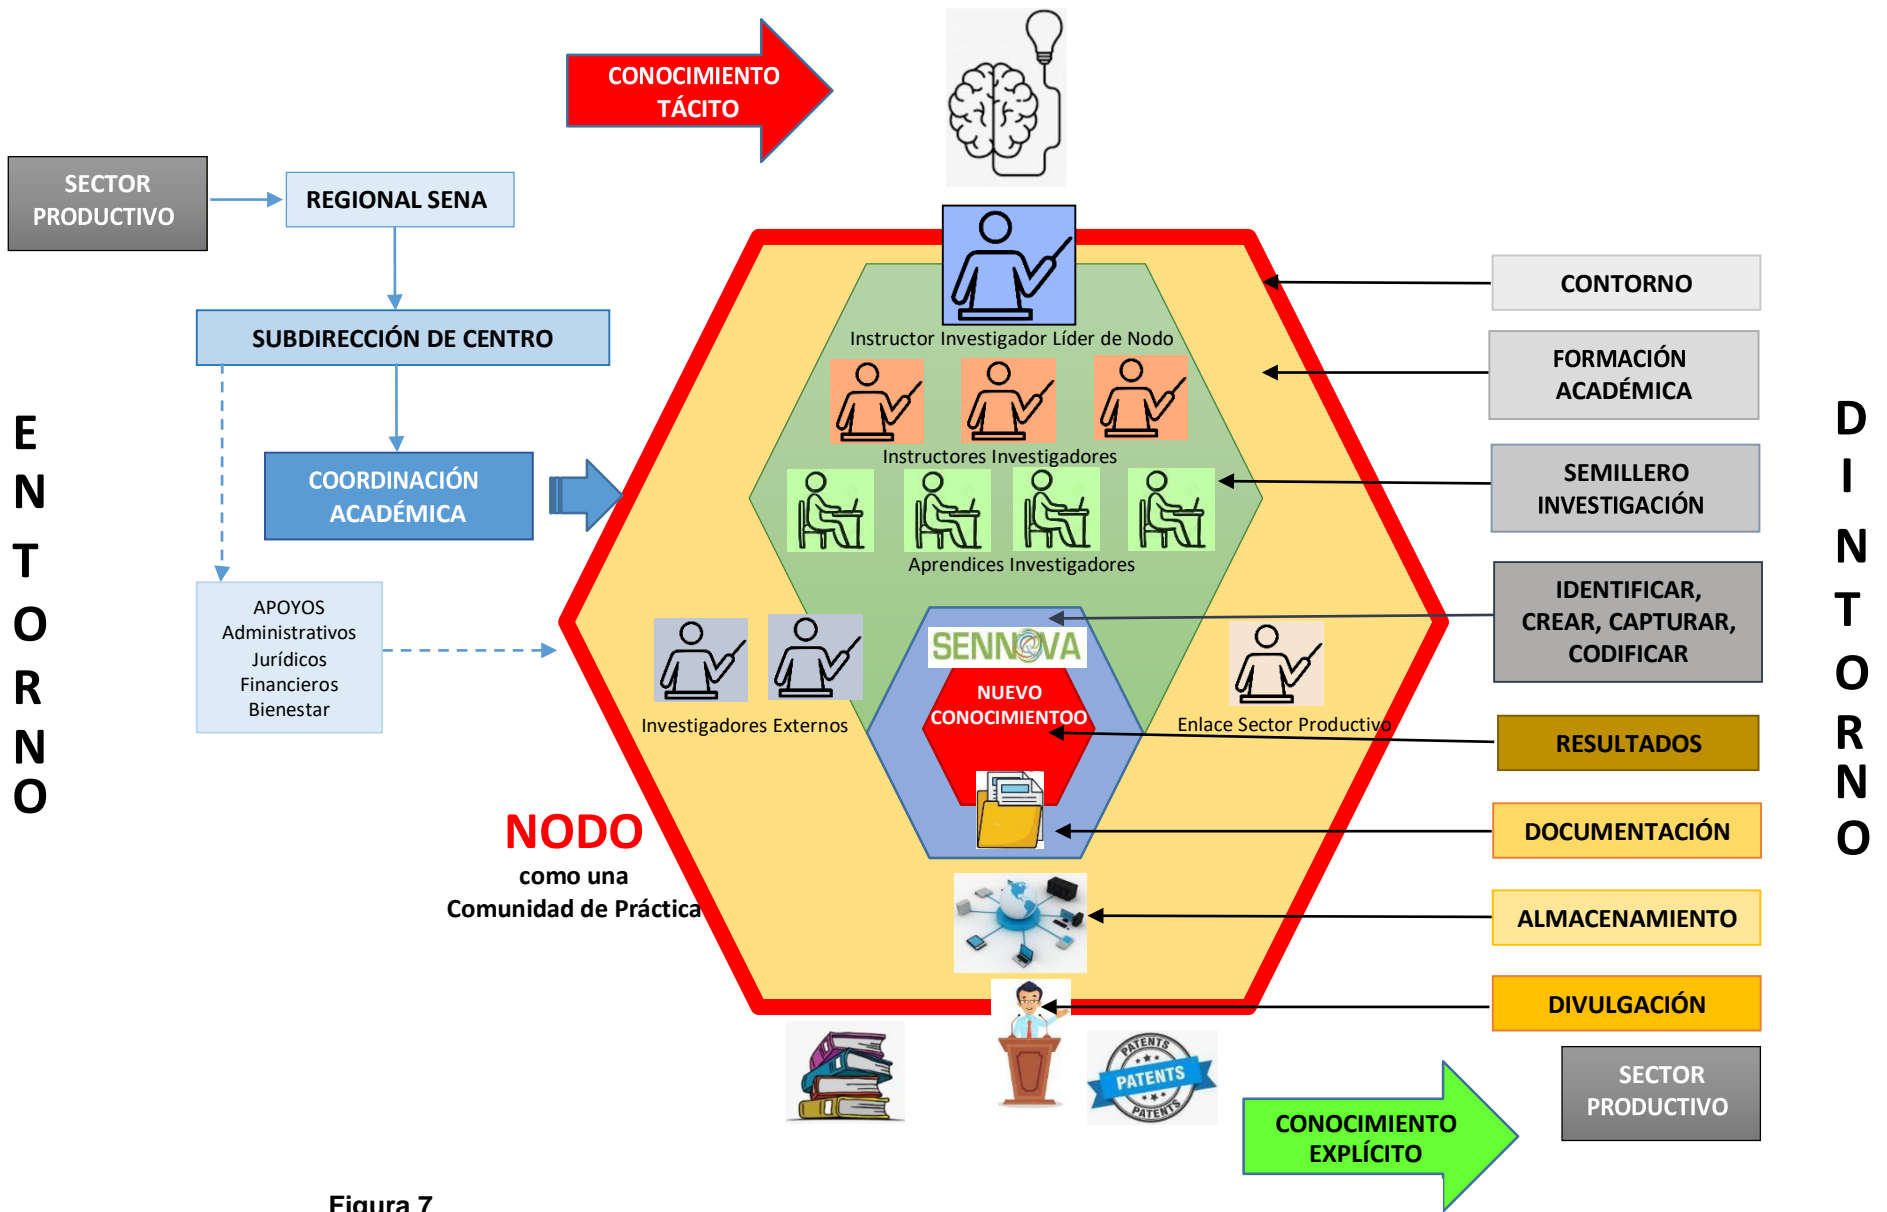 CONOCIMIENTO
TÁCITO
SECTOR
PRODUCTIVO
REGIONAL SENA
SUBDIRECCIÓN DE CENTRO
COORDINACIÓN
ACADÉMICA
APOYOS
Administrativos
Jurídicos
Financieros
Bienestar
E
N
T
O
R
N
O
Instructor Investigador Líder de Nodo
Instructores Investigadores
Aprendices Investigadores
SENNOVA
NUEVO
CONOCIMIENTOO
Investigadores Externos
Enlace Sector Productivo
NODO
como una
Comunidad de Práctica
PATENTS
PATENTS
PATENTS
CONTORNO
FORMACIÓN
ACADÉMICA
SEMILLERO
INVESTIGACIÓN
IDENTIFICAR,
CREAR, CAPTURAR,
CODIFICAR
RESULTADOS
DOCUMENTACIÓN
ALMACENAMIENTO
DIVULGACIÓN
SECTOR
PRODUCTIVO
CONOCIMIENTO
EXPLÍCITO
D
I
N
T
O
R
N
O
Figura 7